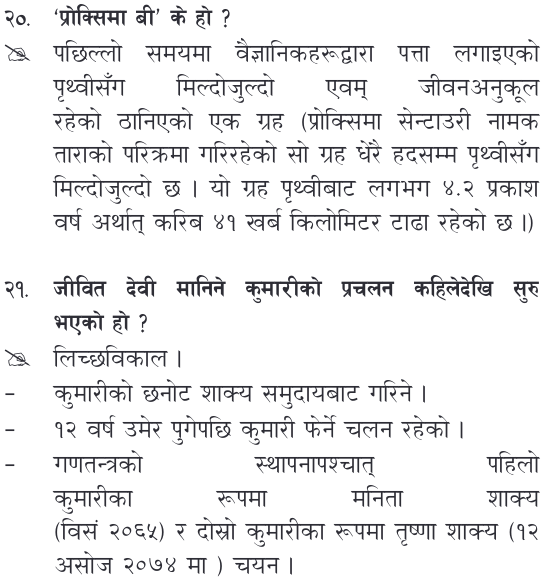 २०. ‘प्रोक्सिमा बी’ के हो ?
पछिल्लो समयमा वैज्ञानिकहरूद्वारा पत्ता लगाइएको
पृथ्वीसँग मिल्दोजुल्दो एवम् जीवनअनुकूल
रहेको ठानिएको एक ग्रह (प्रोक्सिमा सेन्टाउरी नामक
ताराको परिक्रमा गरिरहेको सो ग्रह धेरै हदसम्म पृथ्वीसँग
मिल्दोजुल्दो छ । यो ग्रह पृथ्वीबाट लगभग ४.२ प्रकाश
वर्ष अर्थात् करिब ४१ खर्ब किलोमिटर टाढा रहेको छ ।)
२१. जीवित देवी मानिने कुमारीको प्रचलन कहिलेदेखि सुरु
भएको हो ?
लिच्छविकाल ।
- कुमारीको छनोट शाक्य समुदायबाट गरिने ।
- १२ वर्ष उमेर पुगेपछि कुमारी फेर्ने चलन रहेको ।
- गणतन्त्रको स्थापनापश्चात् पहिलो
कुमारीका रूपमा मनिता शाक्य
(विसं २०६५) र दोस्रो कुमारीका रूपमा तृष्णा शाक्य (१२
असोज २०७४ मा ) चयन ।